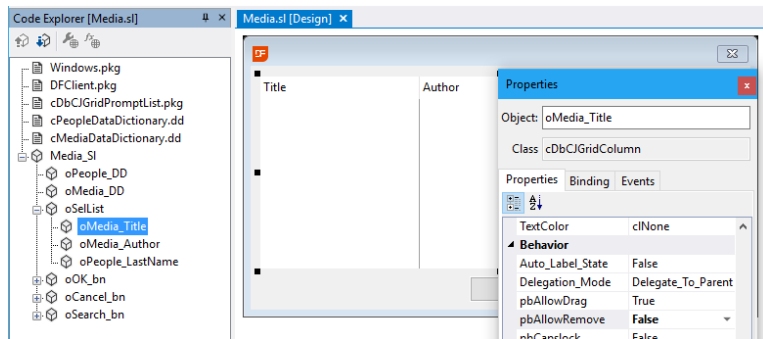 Code Explorer [Media.sl]
Windows.pkg
DFClient.pkg
cDbCJGridPromptList.pkg
cPeopleDataDictionary.dd
cMediaDataDictionary.dd
Media_Sl
oPeople_DD
oMedia_DD
oSelList
oMedia_Title
oMedia_Author
oPeople_LastName
oOK_bn
oCancel_bn
oSearch_bn
Media.sl [Design] ×
DF
Title Author
Properties x
Object: oMedia_Title
Class cDbCJGridColumn
Properties Binding Events
TextColor clNone
Behavior
Auto_Label_State False
Delegation_Mode Delegate_To_Parent
pbAllowDrag True
pbAllowRemove False
pbCapslock False